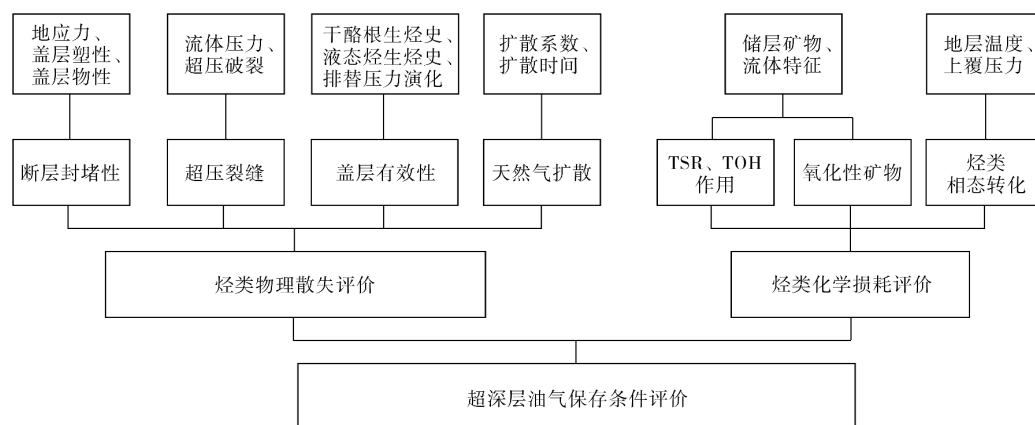 地应力、
盖层塑性、
盖层物性
流体压力、
超压破裂
干酪根生烃史、
液态烃生烃史、
排替压力演化
扩散系数、
扩散时间
储层矿物、
流体特征
地层温度、
上覆压力
断层封堵性
超压裂缝
盖层有效性
天然气扩散
TSR、TOH
作用
氧化性矿物
烃类
相态转化
烃类物理散失评价
烃类化学损耗评价
超深层油气保存条件评价